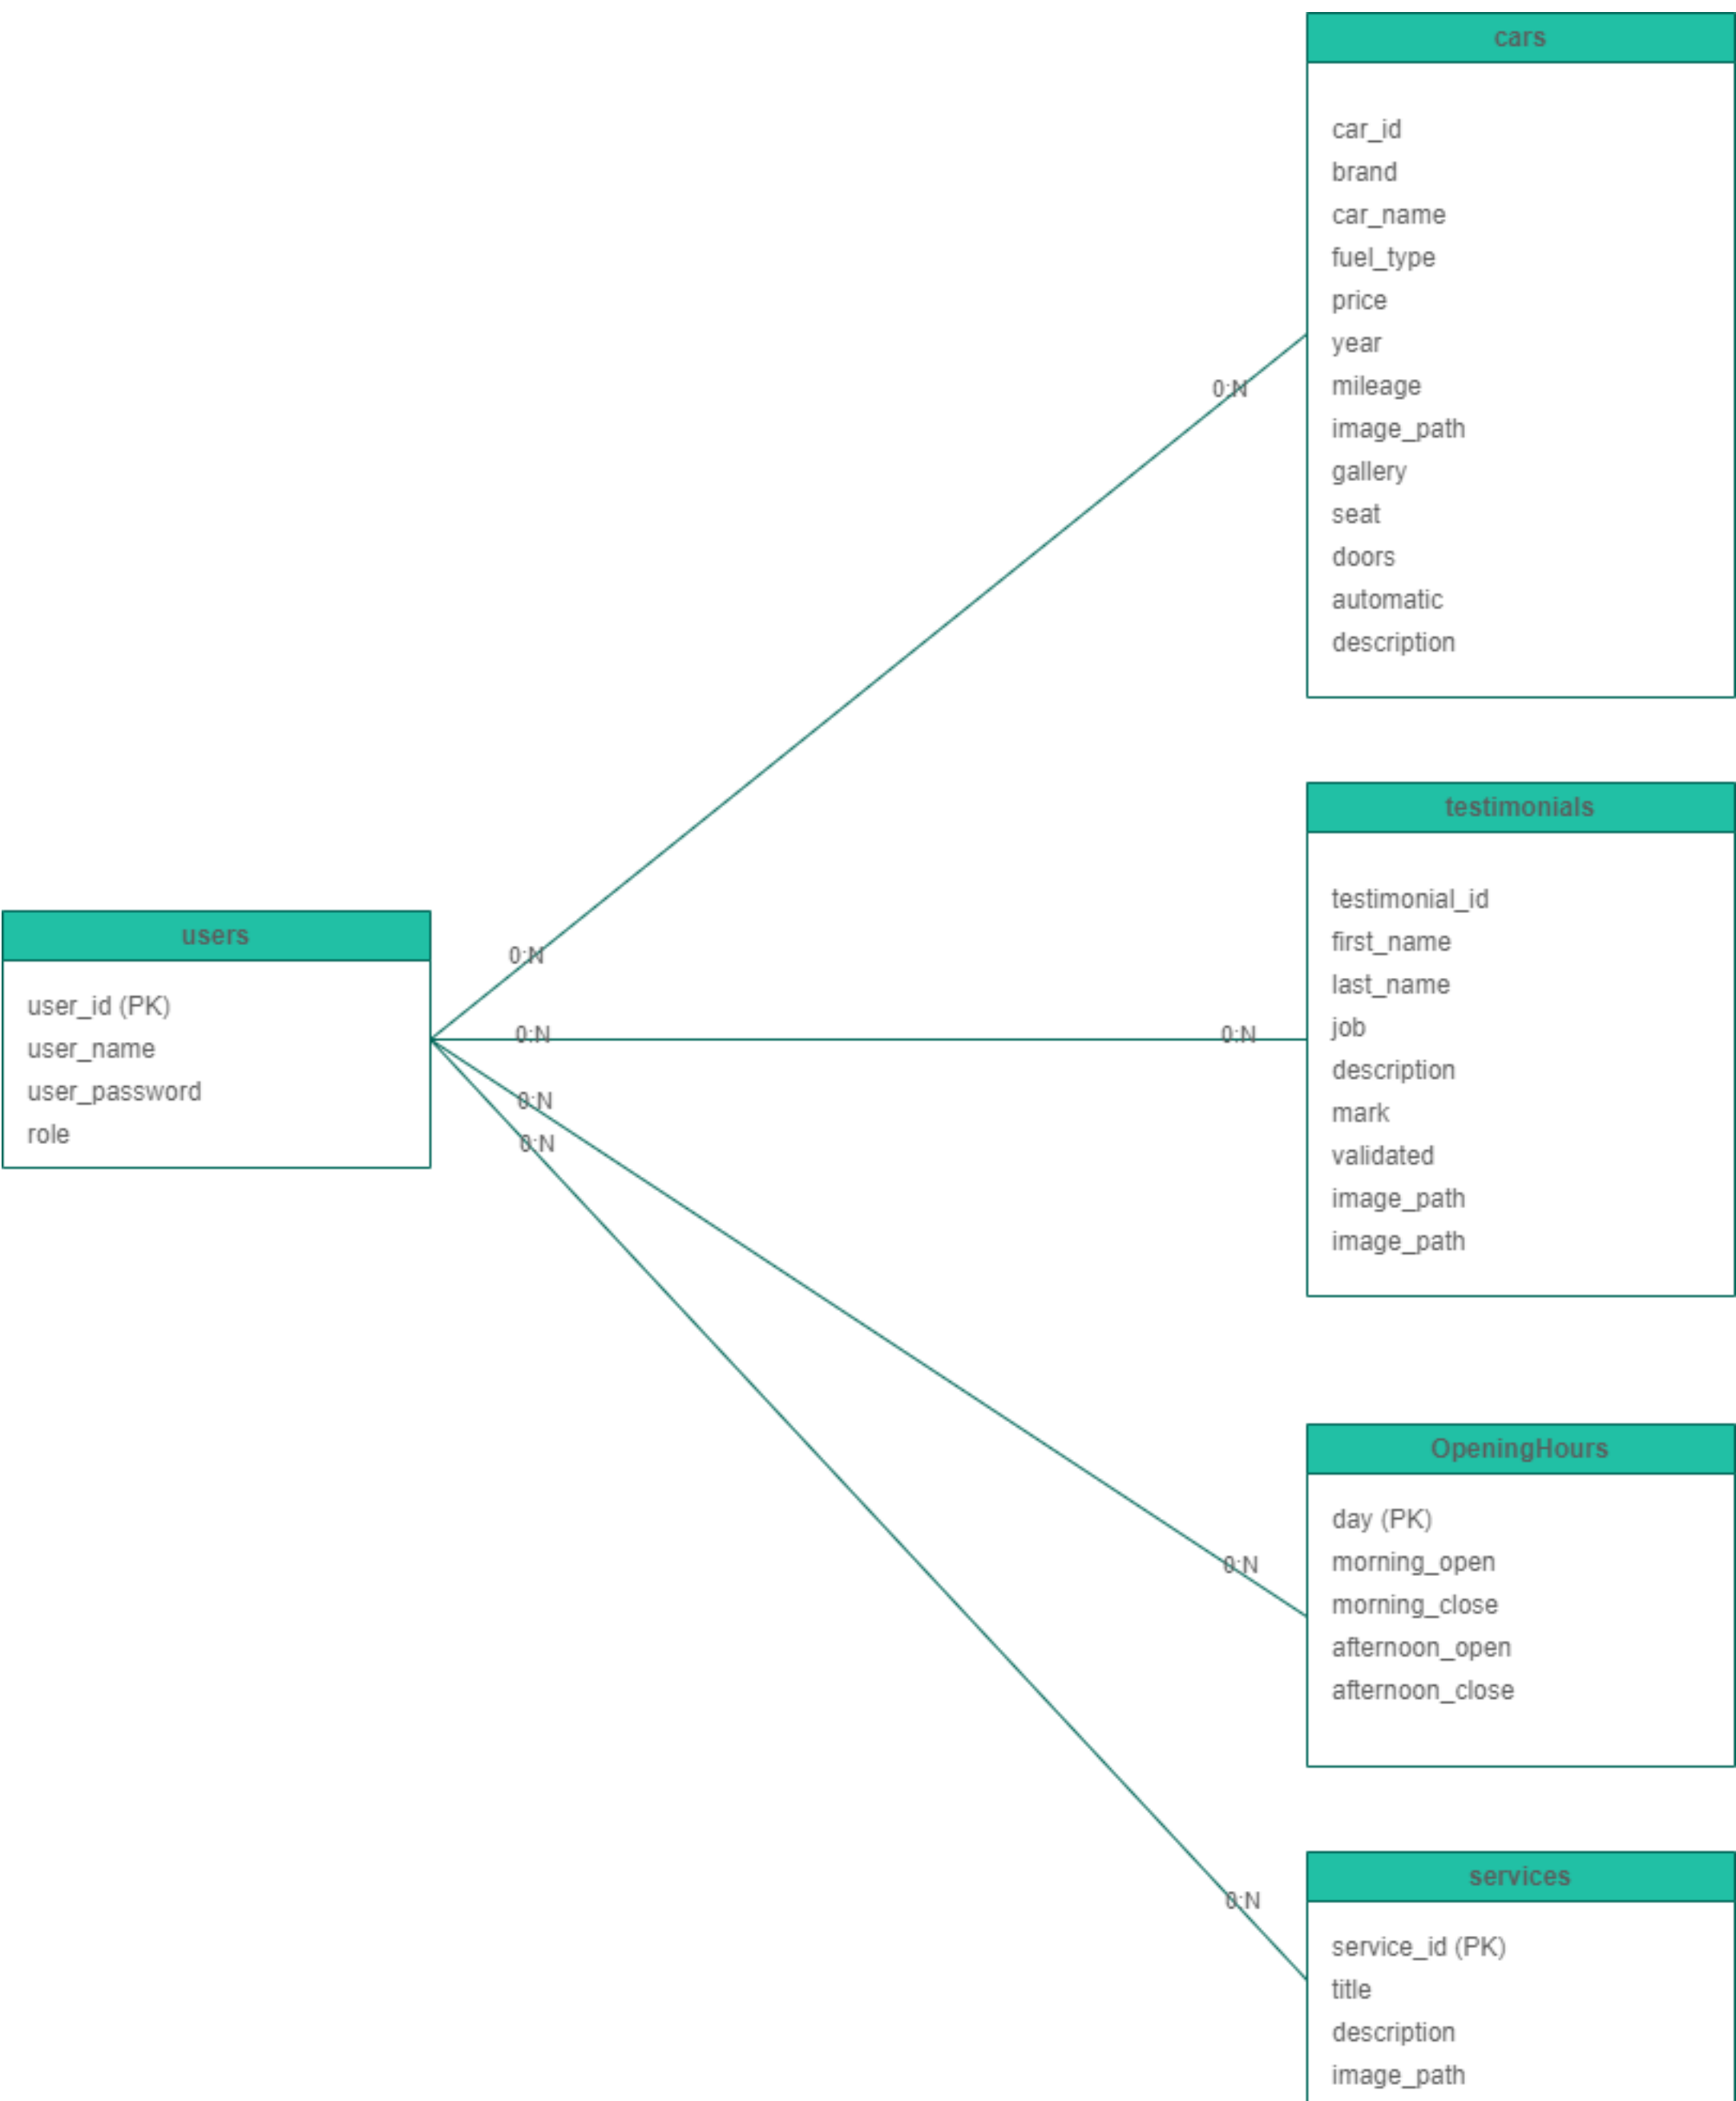 cars
car_id
brand
car_name
fuel_type
price
year
mileage
image_path
gallery
seat
doors
automatic
description
0:N
testimonials
testimonial_id
first_name
last_name
job
description
mark
validated
image_path
image_path
users
user_id (PK)
user_name
user_password
role
0:N
0:N
0:N
0:N
0:N
OpeningHours
day (PK)
morning_open
morning_close
afternoon_open
afternoon_close
0:N
services
service_id (PK)
title
description
image_path
0:N